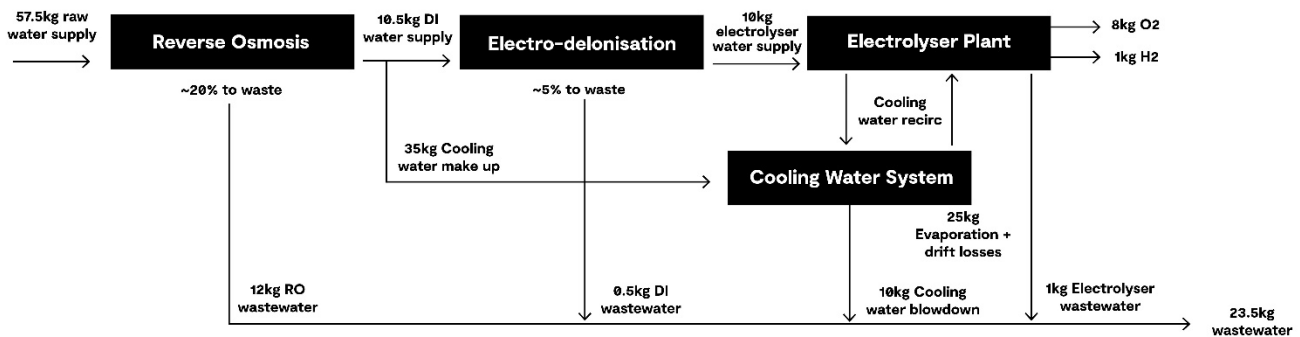 57.5kg raw
water supply
Reverse Osmosis
10.5kg DI
water supply
Electro-delonisation
10kg
electrolyser
water supply
Electrolyser Plant
8kg O2
1kg H2
~20% to waste
~5% to waste
Cooling
water recirc
35kg Cooling
water make up
Cooling Water System
25kg
Evaporation +
drift losses
12kg RO
wastewater
0.5kg DI
wastewater
10kg Cooling
water blowdown
1kg Electrolyser
wastewater
23.5kg
wastewater